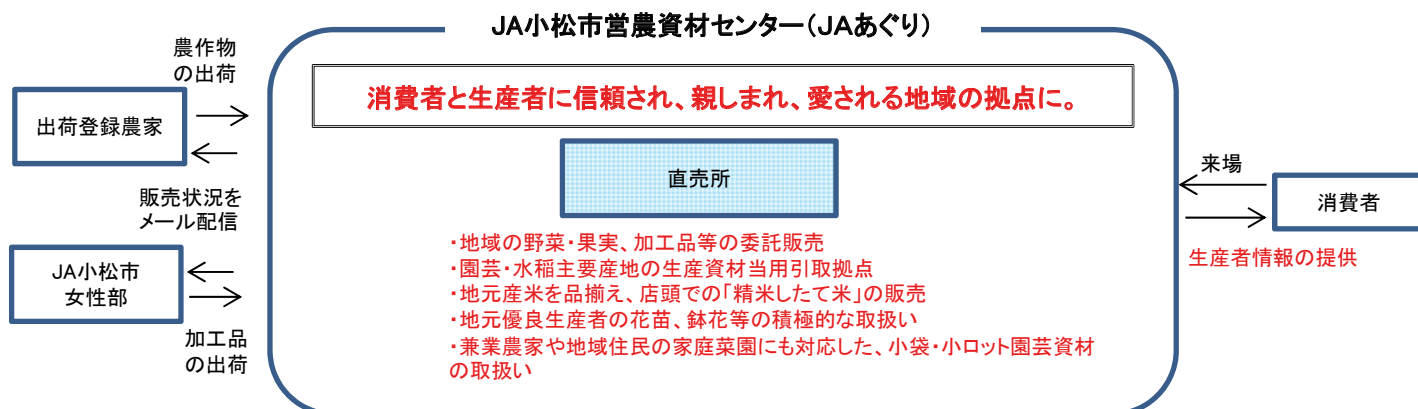 JA小松市営農資材センター(JAあぐり)
消費者と生産者に信頼され、親しまれ、愛される地域の拠点に。
農作物
の出荷
出荷登録農家
販売状況を
メール配信
JA小松市
女性部
加工品
の出荷
直売所
・地域の野菜・果実、加工品等の委託販売
・園芸・水稲主要産地の生産資材当用引取拠点
・地元産米を品揃え、店頭での「精米したて米」の販売
・地元優良生産者の花苗、鉢花等の積極的な取扱い
・兼業農家や地域住民の家庭菜園にも対応した、小袋・小ロット園芸資材
の取扱い
来場
消費者
生産者情報の提供